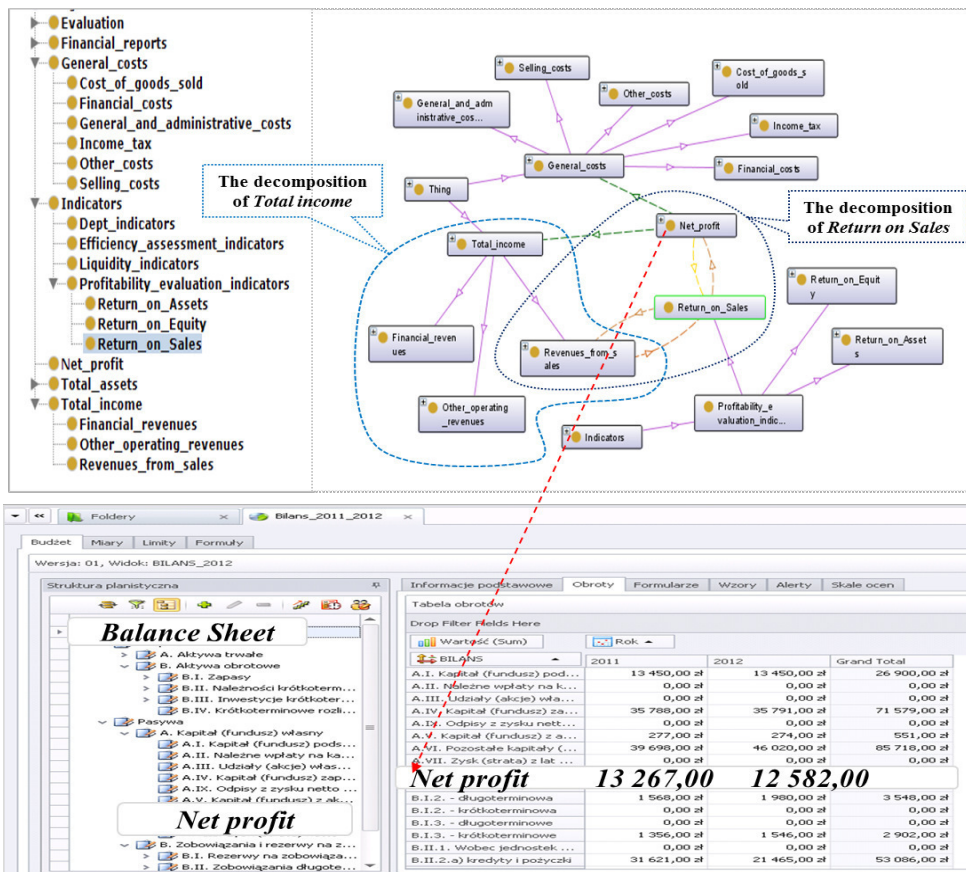 Evaluation
Financial_reports
General_costs
Cost_of_goods_sold
Financial_costs
General_and_administrative_costs
Income_tax
Other_costs
Selling_costs
Indicators
Dept_indicators
Efficiency_assessment_indicators
Liquidity_indicators
Profitability_evaluation_indicators
Return_on_Assets
Return_on_Equity
Return_on_Sales
Net_profit
Total_assets
Total_income
Financial_revenues
Other_operating_revenues
Revenues_from_sales
The decomposition
of Total income
Selling_costs
Cost_of_goods_s
old
Other_costs
General_and_adm
inistrative_cos...
Income_tax
General_costs
Financial_costs
Thing
The decomposition
of Return on Sales
Net_profit
Total_income
Return_on_Equit
y
Return_on_Sales
Financial_reven
ues
Revenues_from_s
ales
Return_on_Asset
s
Other_operating
_revenues
Profitability_e
valuation_indic...
Indicators
Foldery
Bilans_2011_2012
Budżet Miary Limity Formuły
Wersja: 01, Widok: BILANS_2012
Struktura planistyczna
Balance Sheet
A. Aktywa trwałe
B. Aktywa obrotowe
B.I. Zapasy
B.II. Należności krótkoterm...
B.III. Inwestycje krótkoter...
B.IV. Krótkoterminowe rozli...
Pasywa
A. Kapitał (fundusz) własny
A.I. Kapitał (fundusz) pods...
A.II. Należne wpłaty na ka...
A.III. Udziały (akcje) włas...
A.IV. Kapitał (fundusz) zap...
A.IX. Odpisy z zysku netto ...
A.V. Kapitał (fundusz) z ak...
Net profit
B. Zobowiązania i rezerwy na z...
B.I. Rezerwy na zobowiąza...
B.II. Zobowiązania długote...
Informacje podstawowe Obroty Formularze Wzory Alerty Skale ocen
Tabela obrotów
Drop Filter Fields Here
Wartość (Sum) Rok
BILANS 2011 2012 Grand Total
A.I. Kapitał (fundusz) pod... 13 450,00 zł 13 450,00 zł 26 900,00 zł
A.II. Należne wpłaty na k... 0,00 zł 0,00 zł 0,00 zł
A.III. Udziały (akcje) wła... 0,00 zł 0,00 zł 0,00 zł
A.IV. Kapitał (fundusz) za... 35 788,00 zł 35 791,00 zł 71 579,00 zł
A.IX. Odpisy z zysku nett... 0,00 zł 0,00 zł 0,00 zł
A.V. Kapitał (fundusz) z a... 277,00 zł 274,00 zł 551,00 zł
A.VI. Pozostałe kapitały (... 39 698,00 zł 46 020,00 zł 85 718,00 zł
A.VII. Zysk (strata) z lat ... 0,00 zł 0,00 zł 0,00 zł
Net profit 13 267,00 12 582,00
B.I.2. - długoterminowa 1 568,00 zł 1 980,00 zł 3 548,00 zł
B.I.2. - krótkoterminowa 0,00 zł 0,00 zł 0,00 zł
B.I.3. - długoterminowe 0,00 zł 0,00 zł 0,00 zł
B.I.3. - krótkoterminowe 1 356,00 zł 1 546,00 zł 2 902,00 zł
B.II.1. Wobec jednostek ... 0,00 zł 0,00 zł 0,00 zł
B.II.2.a) kredyty i pożyczki 31 621,00 zł 21 465,00 zł 53 086,00 zł